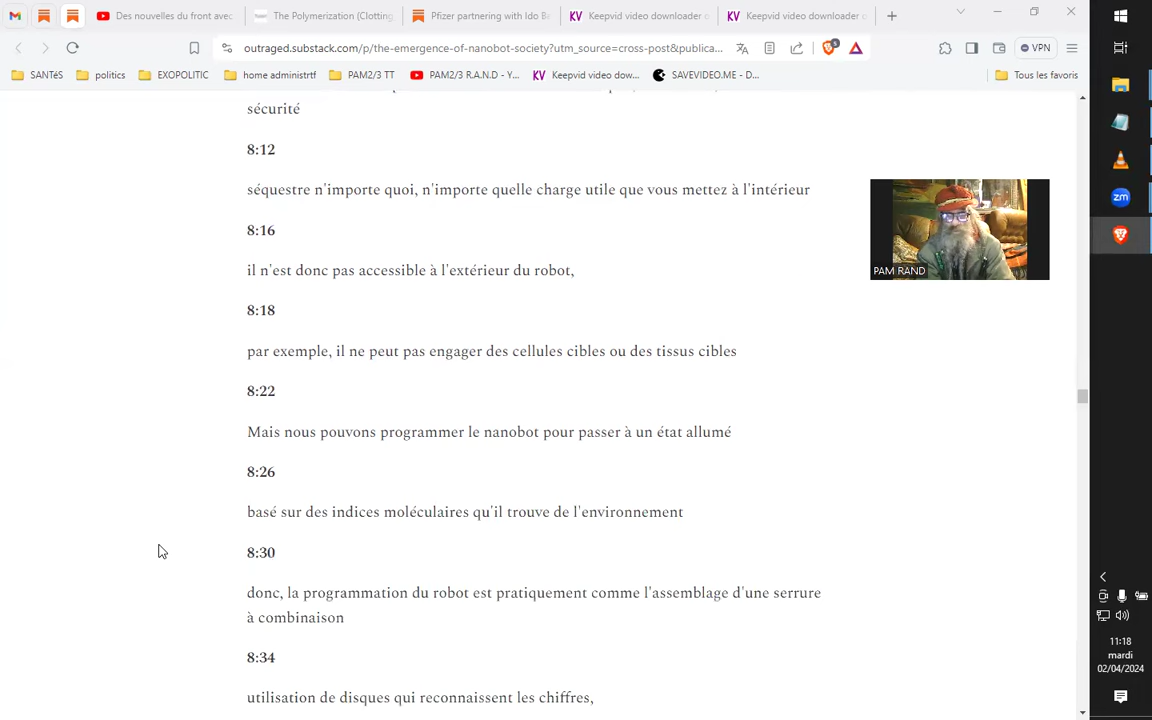 Des nouvelles du front avec
The Polymerization (Clotting
Pfizer partnering with Ido Ba
Keepvid video downloader o
Keepvid video downloader o
outraged.substack.com/p/the-emergence-of-nanobot-society?utm_source=cross-post&publica...
5
VPN
SANTéS
politics
EXOPOLITIC
home administrtf
PAM2/3 TT
PAM2/3 R.A.N.D - Y...
Keepvid video dow...
SAVEVIDEO.ME - D...
Tous les favoris
sécurité
8:12
séquestre n'importe quoi, n'importe quelle charge utile que vous mettez à l'intérieur
8:16
il n'est donc pas accessible à l'extérieur du robot,
8:18
par exemple, il ne peut pas engager des cellules cibles ou des tissus cibles
8:22
Mais nous pouvons programmer le nanobot pour passer à un état allumé
8:26
basé sur des indices moléculaires qu'il trouve de l'environnement
8:30
donc, la programmation du robot est pratiquement comme l'assemblage d'une serrure
à combinaison
8:34
utilisation de disques qui reconnaissent les chiffres,
PAM RAND
zm
11:18
mardi
02/04/2024